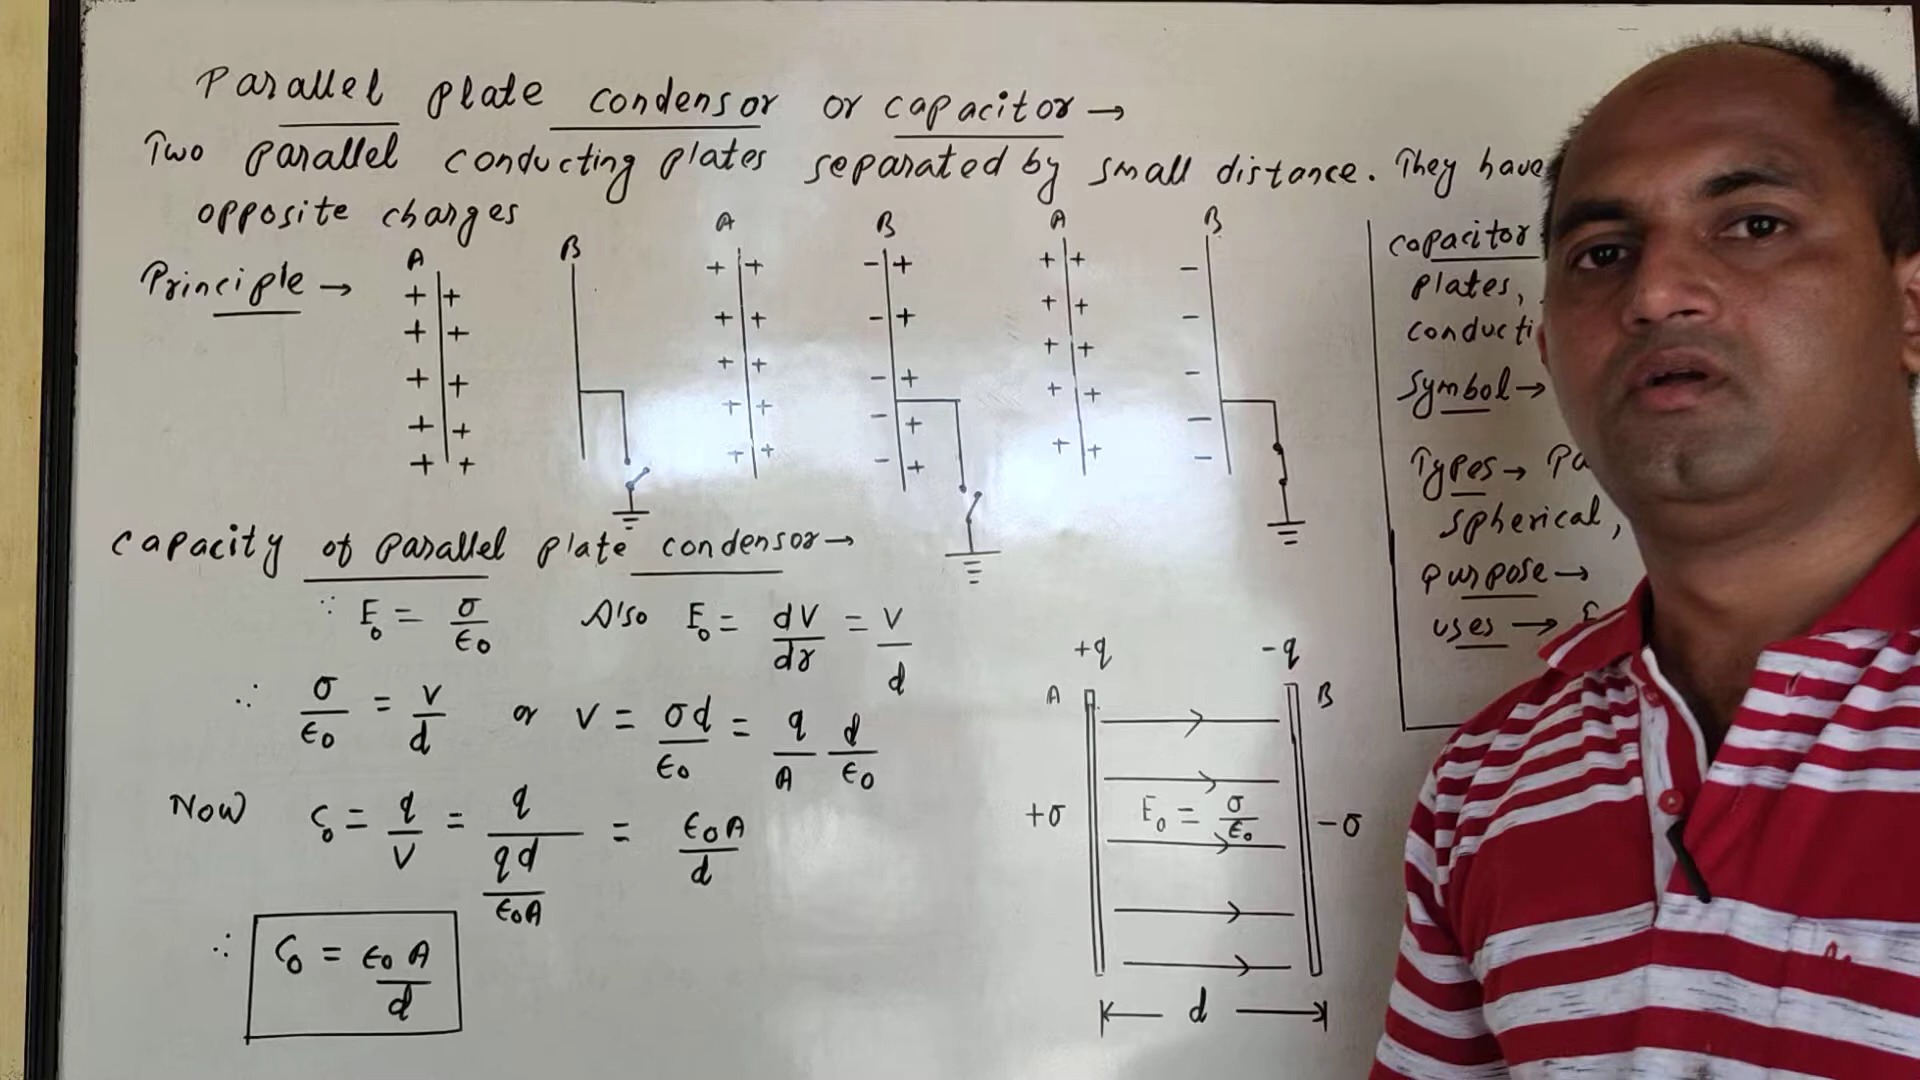 Parallel plate condensor or capacitor →
Two parallel conducting plates separated by small distance. They have
opposite charges
Principle →
A B A B A B
capacitor
plates,
conducti
symbol →
Types → Pa
spherical,
purpose →
uses →
capacity of parallel plate condensor →
∵ E₀ = σ/ϵ₀ Also E₀ = dV/dr = V/d
∴ σ/ϵ₀ = V/d or V = σd/ϵ₀ = q/A d/ϵ₀
Now C₀ = q/V = q/(qd/ϵ₀A) = ϵ₀A/d
∴ C₀ = ϵ₀A/d
+q -q
A B
+σ E₀ = σ/ϵ₀ -σ
d